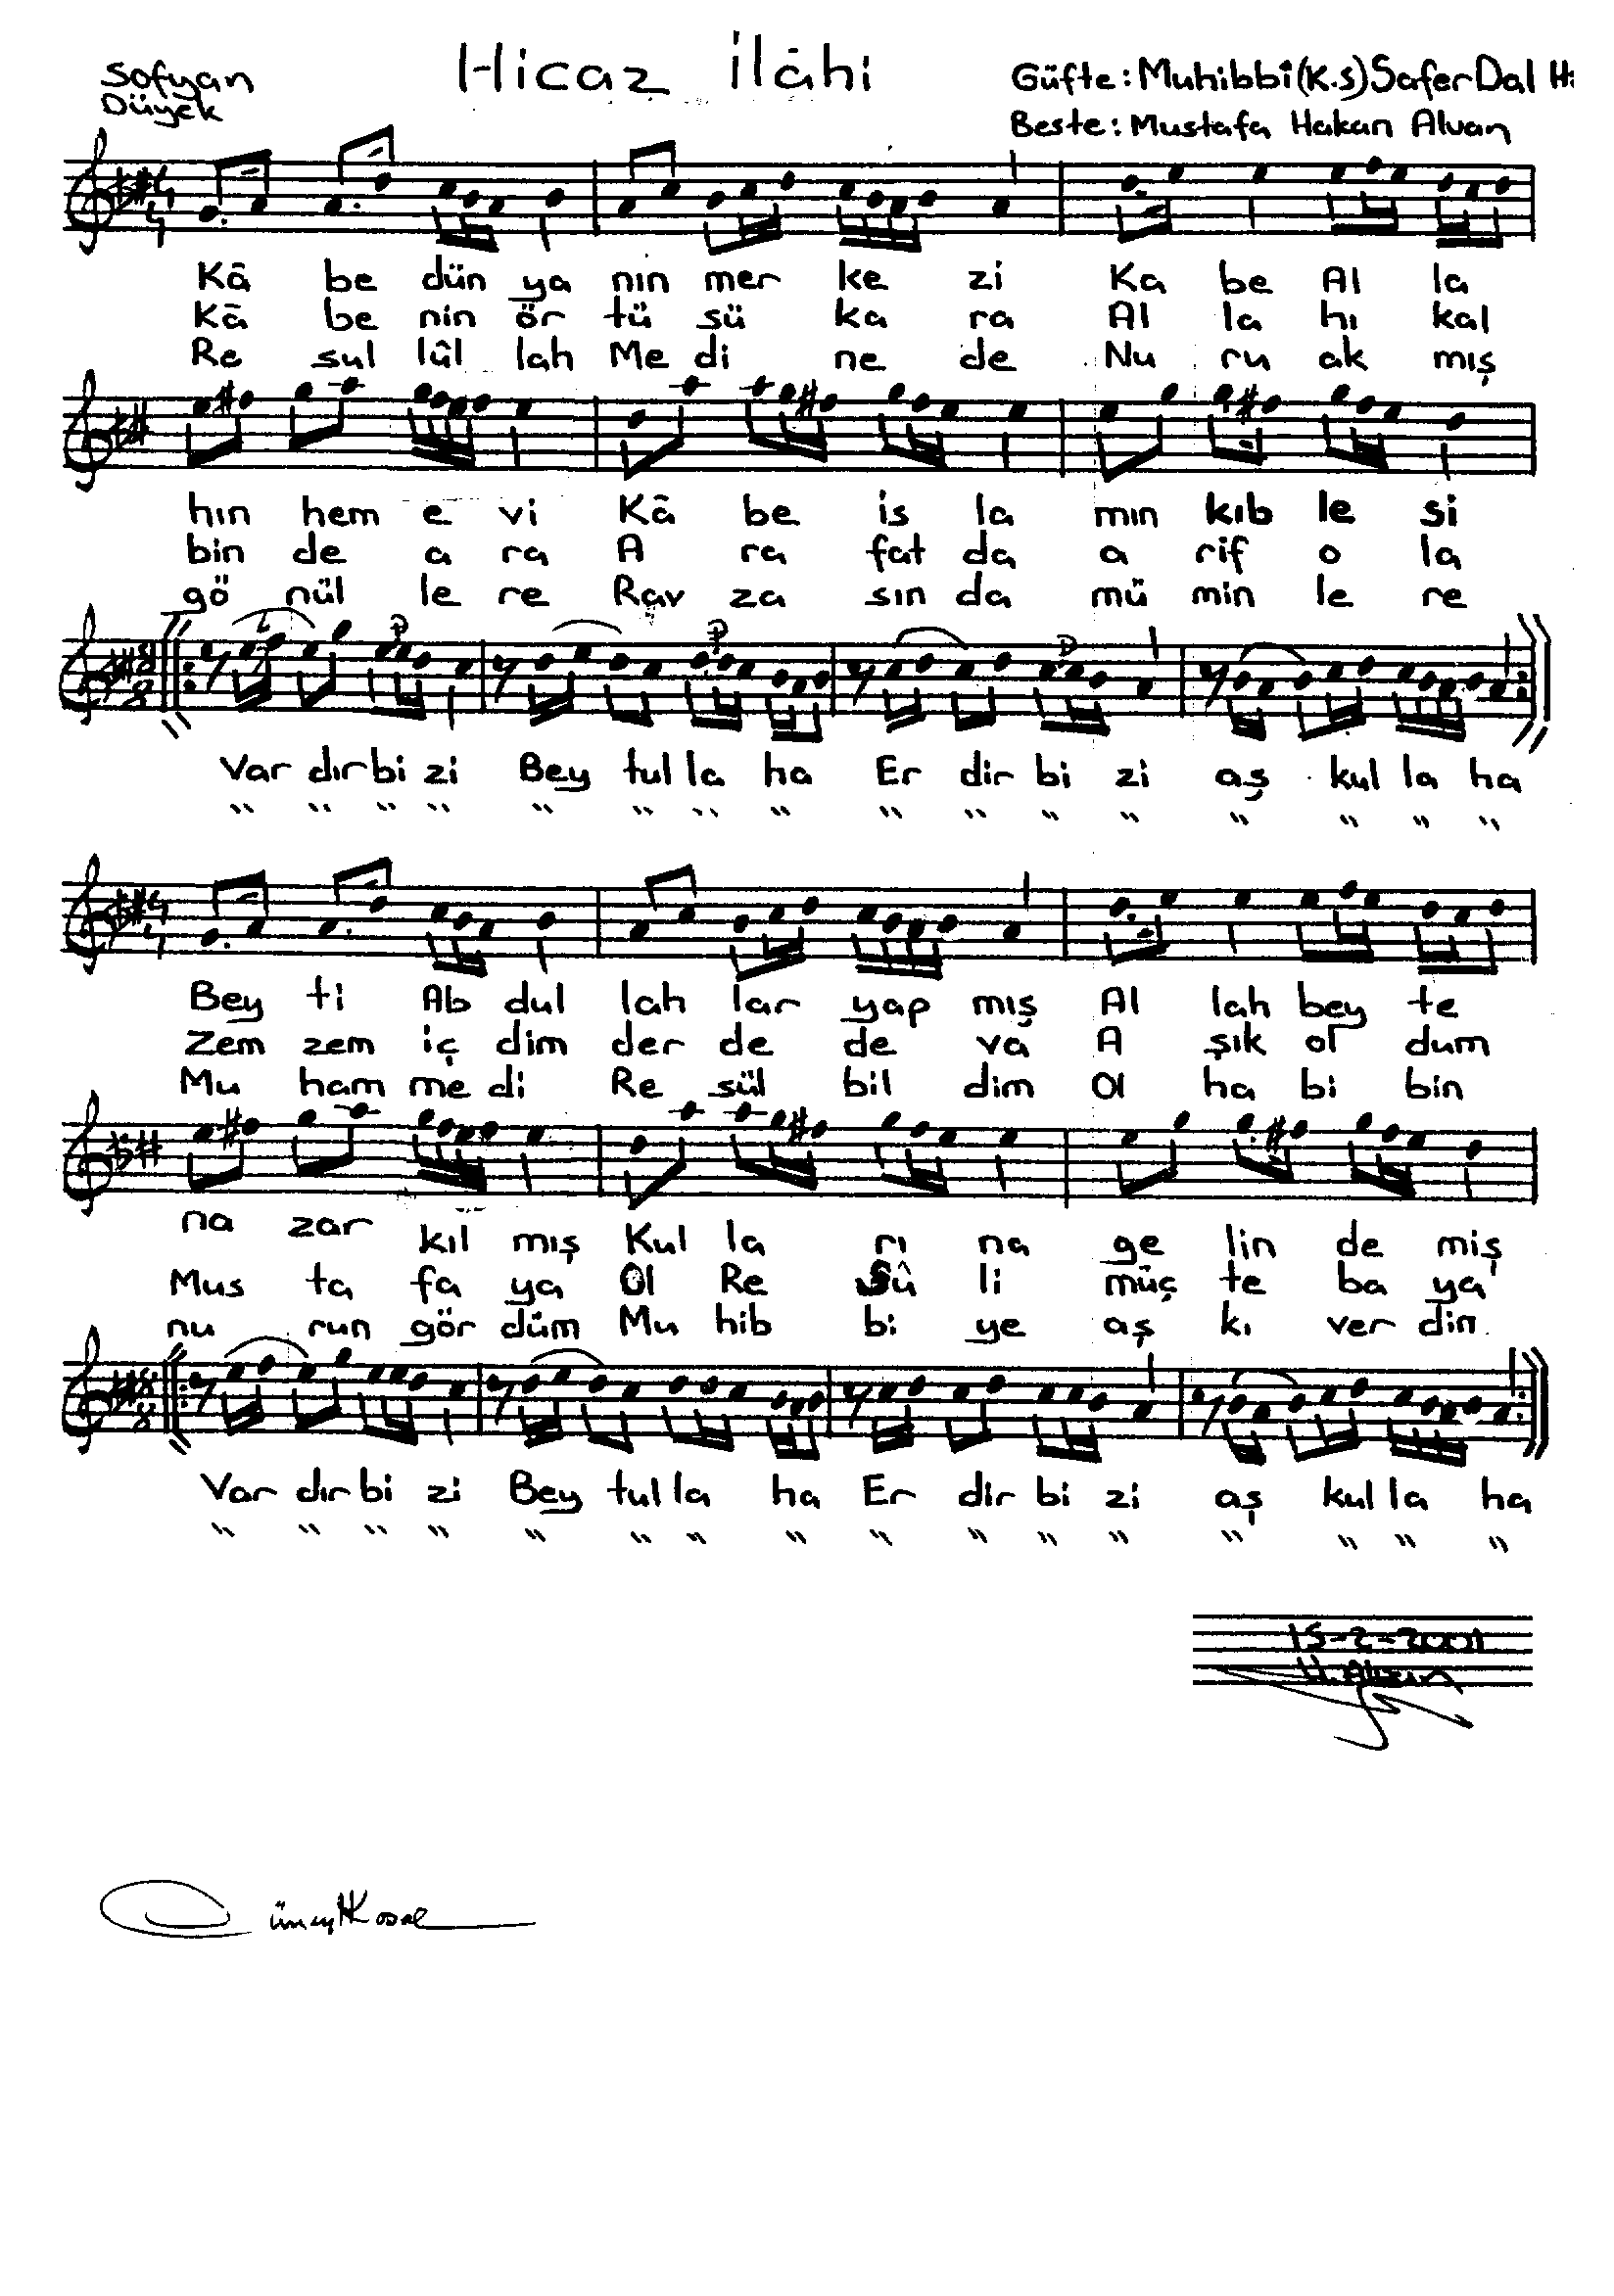 Hicaz İlâhi
Sofyan
Düyek
Güfte: Muhibbi (K.S) Safer Dal
Beste: Mustafa Hakan Alvan
Kâ be dün ya nın mer ke zi Ka be Al la
Kâ be nin ör tü sü ka ra Al la hı kal
Re sul lûl lah Me di ne de Nu ru ak mış
hın hem e vi Kâ be is la mın kıb le si
bin de a ra A ra fat da a rif o la
gö nül le re Rav za sın da mü min le re
Var dır bi zi Bey tul la ha Er dir bi zi aş kul la ha
" " " " " " " " " " " " " " " "
Bey ti Ab dul lah lar yap mış Al lah bey te
Zem zem iç dim der de de va A şık ol dum
Mu ham me di Re sül bil dim Ol ha bi bin
na zar kıl mış Kul la rı na ge lin de miş
Mus ta fa ya Ol Re Sû li müç te ba ya
nu run gör düm Mu hib bi ye aş kı ver din
Var dır bi zi Bey tul la ha Er dir bi zi aş kul la ha
" " " " " " " " " " " " " " " "
15-2-2001
H. Alvan